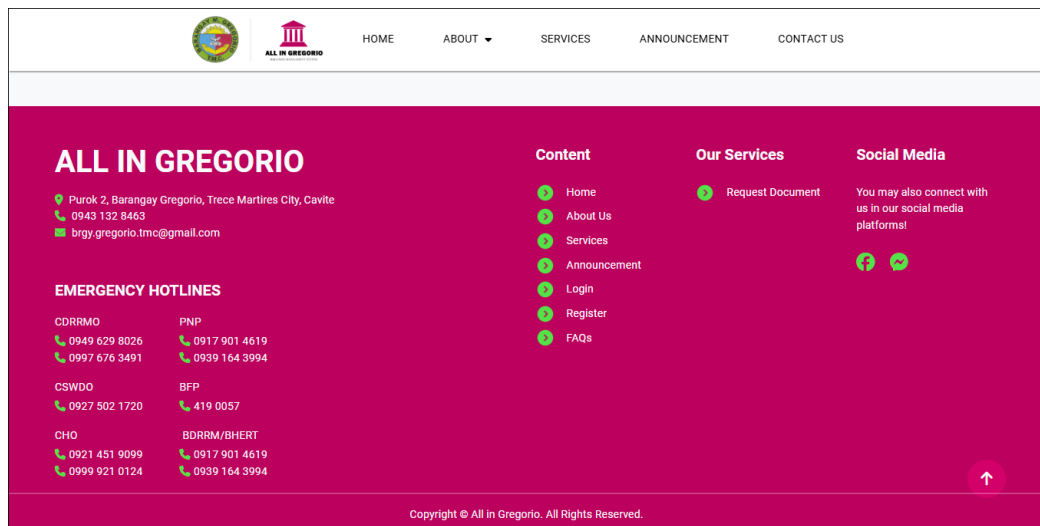 BARANGAY M. GREGORIO
TMC
ALL IN GREGORIO
HOME
ABOUT
SERVICES
ANNOUNCEMENT
CONTACT US
ALL IN GREGORIO
Purok 2, Barangay Gregorio, Trece Martires City, Cavite
0943 132 8463
brgy.gregorio.tmc@gmail.com
EMERGENCY HOTLINES
CDRRMO
0949 629 8026
0997 676 3491
PNP
0917 901 4619
0939 164 3994
CSWDO
0927 502 1720
BFP
419 0057
CHO
0921 451 9099
0999 921 0124
BDRRM/BHERT
0917 901 4619
0939 164 3994
Content
Home
About Us
Services
Announcement
Login
Register
FAQs
Our Services
Request Document
Social Media
You may also connect with
us in our social media
platforms!
Copyright © All in Gregorio. All Rights Reserved.